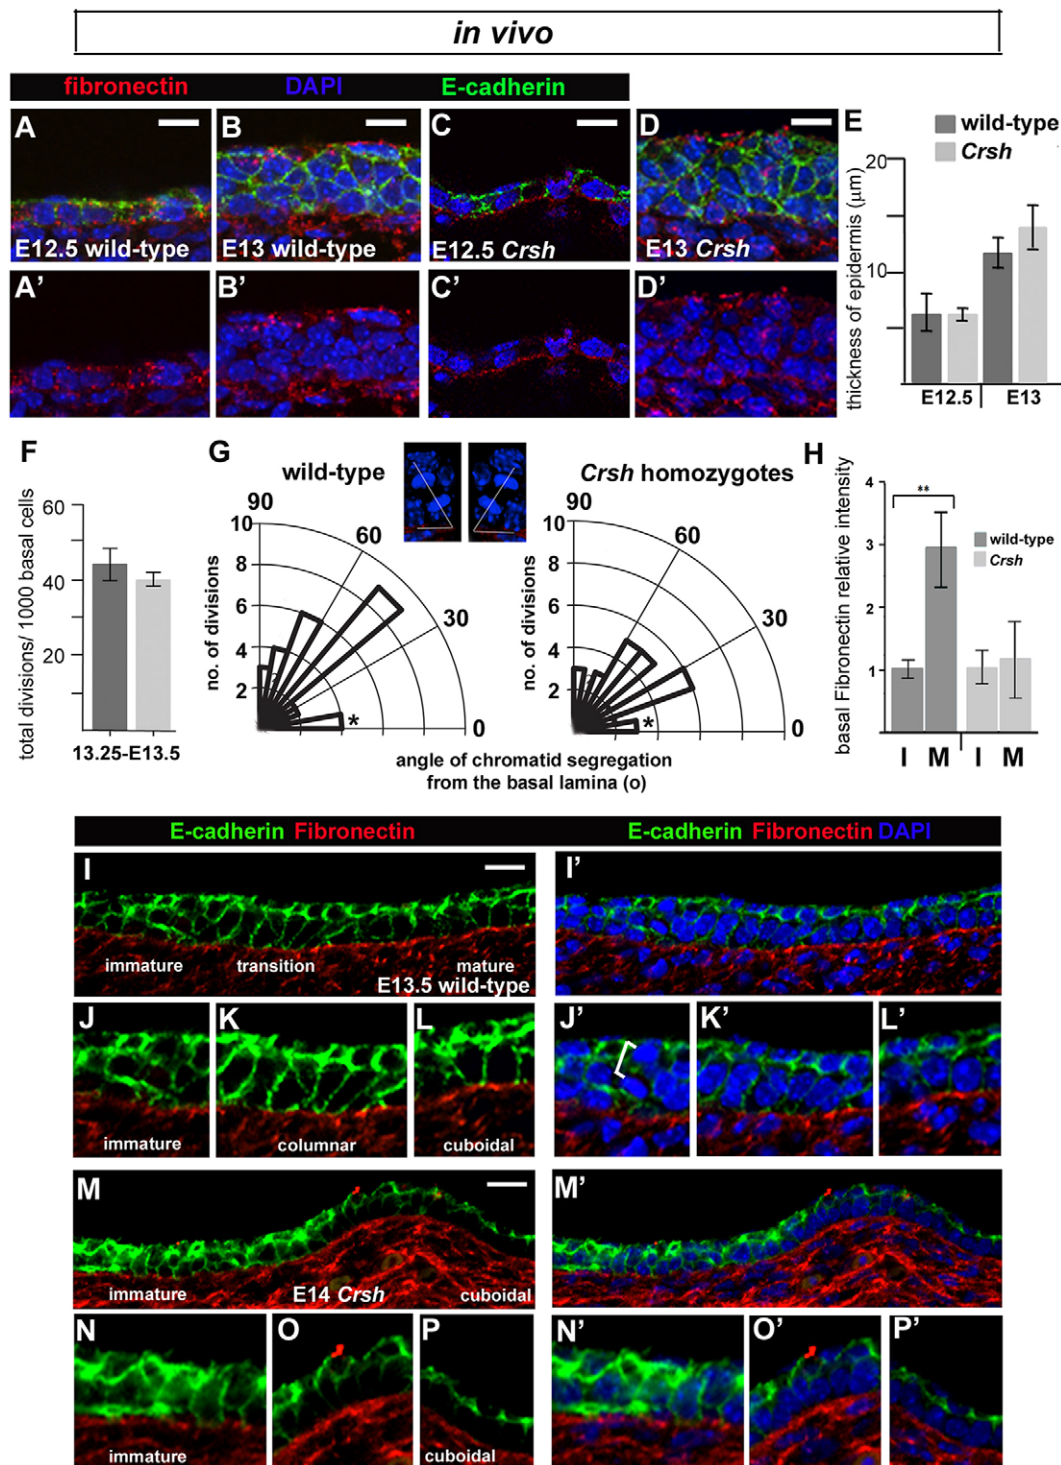 in vivo
fibronectin DAPI E-cadherin
A B C D E
wild-type
Crsh
E12.5 wild-type E13 wild-type E12.5 Crsh E13 Crsh
A' B' C' D'
thickness of epidermis (μm)
20
10
E12.5 E13
F
total divisions/ 1000 basal cells
60
40
20
13.25-E13.5
G
wild-type
90
60
30
0
10
8
6
4
2
no. of divisions
*
Crsh homozygotes
90
60
30
0
10
8
6
4
2
no. of divisions
*
angle of chromatid segregation
from the basal lamina (o)
H
basal Fibronectin relative intensity
4
3
2
1
0
**
wild-type
Crsh
I M I M
E-cadherin Fibronectin
E-cadherin Fibronectin DAPI
I I'
immature transition mature
E13.5 wild-type
J K L J' K' L'
immature columnar cuboidal
M M'
immature E14 Crsh cuboidal
N O P N' O' P'
immature cuboidal